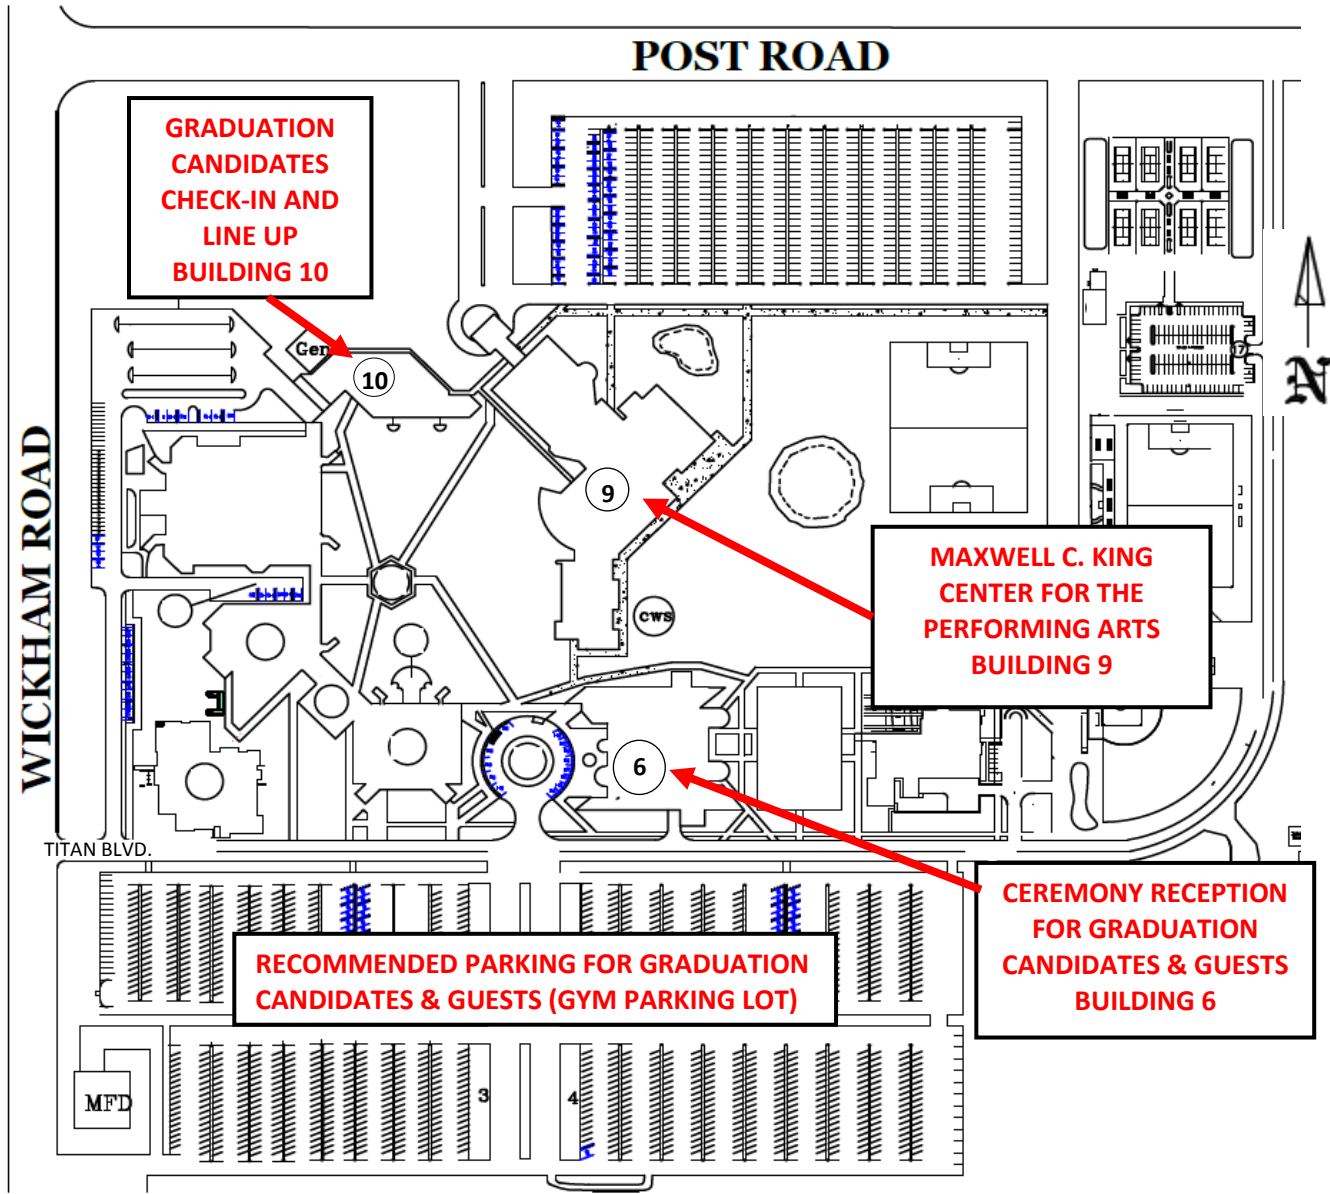 POST ROAD
GRADUATION
CANDIDATES
CHECK-IN AND
LINE UP
BUILDING 10
Gen
10
17
N
9
WICKHAM ROAD
MAXWELL C. KING
CENTER FOR THE
PERFORMING ARTS
BUILDING 9
CWS
6
TITAN BLVD.
CEREMONY RECEPTION
FOR GRADUATION
CANDIDATES & GUESTS
BUILDING 6
RECOMMENDED PARKING FOR GRADUATION
CANDIDATES & GUESTS (GYM PARKING LOT)
MFD
3
4